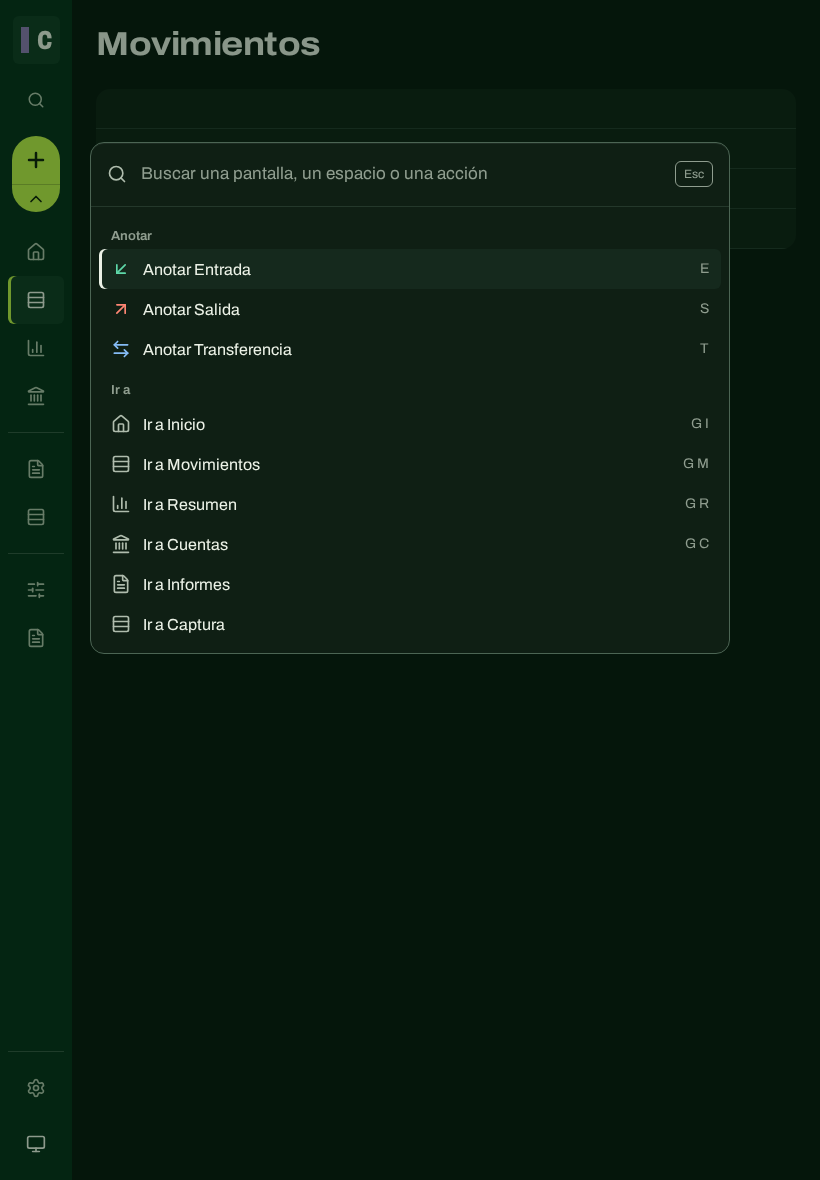 C
Movimientos
Buscar una pantalla, un espacio o una acción
Esc
Anotar
Anotar Entrada E
Anotar Salida S
Anotar Transferencia T
Ir a
Ir a Inicio G I
Ir a Movimientos G M
Ir a Resumen G R
Ir a Cuentas G C
Ir a Informes
Ir a Captura